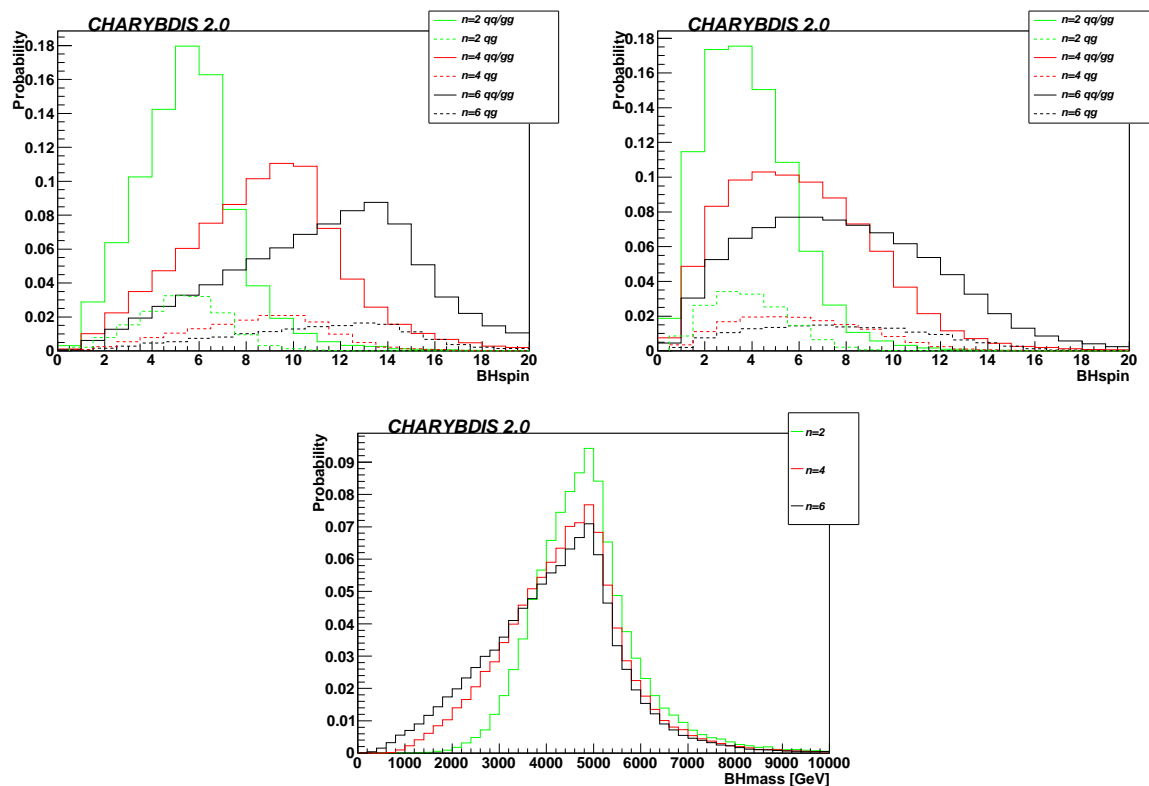 CHARYBDIS 2.0
Probability
n=2 qq/gg
n=2 qg
n=4 qq/gg
n=4 qg
n=6 qq/gg
n=6 qg
0.18
0.16
0.14
0.12
0.1
0.08
0.06
0.04
0.02
0
0 2 4 6 8 10 12 14 16 18 20
BHspin
CHARYBDIS 2.0
Probability
n=2 qq/gg
n=2 qg
n=4 qq/gg
n=4 qg
n=6 qq/gg
n=6 qg
0.18
0.16
0.14
0.12
0.1
0.08
0.06
0.04
0.02
0
0 2 4 6 8 10 12 14 16 18 20
BHspin
CHARYBDIS 2.0
Probability
n=2
n=4
n=6
0.09
0.08
0.07
0.06
0.05
0.04
0.03
0.02
0.01
0
0 1000 2000 3000 4000 5000 6000 7000 8000 9000 10000
BHmass [GeV]